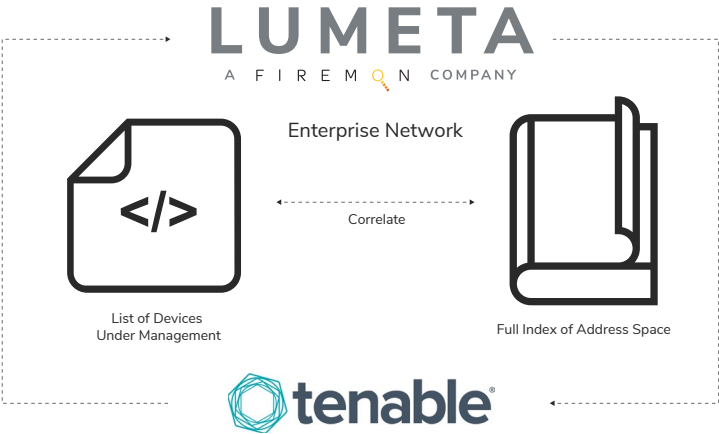 LUMETA
A FIREMON COMPANY
Enterprise Network
</>
Correlate
List of Devices
Under Management
Full Index of Address Space
tenable®